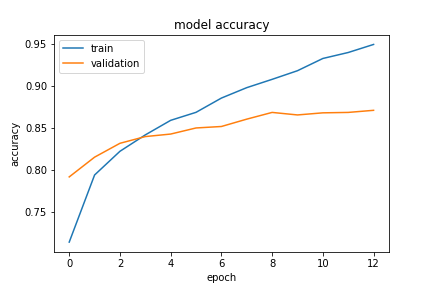 model accuracy
train
validation
accuracy
0.95
0.90
0.85
0.80
0.75
0 2 4 6 8 10 12
epoch